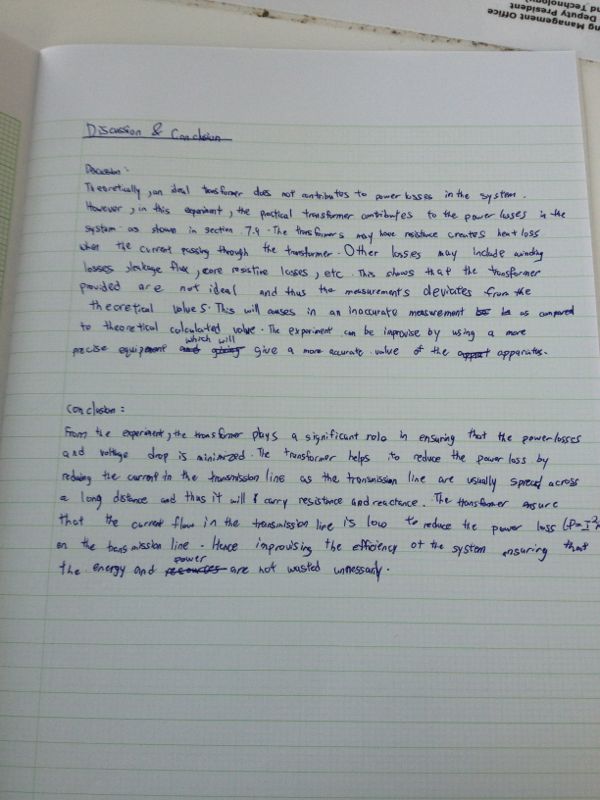 ng Management Office
Deputy President
nd Technology)
Discussion & Conclusion
Discussion:
Theoretically, an ideal transformer does not contributes to power losses in the system.
However, in this experiment, the practical transformer contributes to the power losses in the
system as shown in section 7.4. The transformers may have resistance creates heat loss
when the current passing through the transformer. Other losses may include winding
losses, leakage flux, core resistive losses, etc. This shows that the transformer
provided are not ideal and thus the measurements deviates from the
theoretical values. This will causes in an inaccurate measurement as compared
to theoretical calculated value. The experiment can be improvise by using a more
precise equipment and which will giving give a more accurate value of the apparatus.
Conclusion:
From the experiment, the transformer plays a significant role in ensuring that the power losses
and voltage drop is minimized. The transformer helps to reduce the power loss by
reducing the current in the transmission line as the transmission line are usually spread across
a long distance and thus it will carry resistance and reactance. The transformer ensure
that the current flow in the transmission line is low to reduce the power loss (P=I²R
on the transmission line. Hence improvising the efficiency of the system ensuring that
the energy and resources power are not wasted unnessarily.